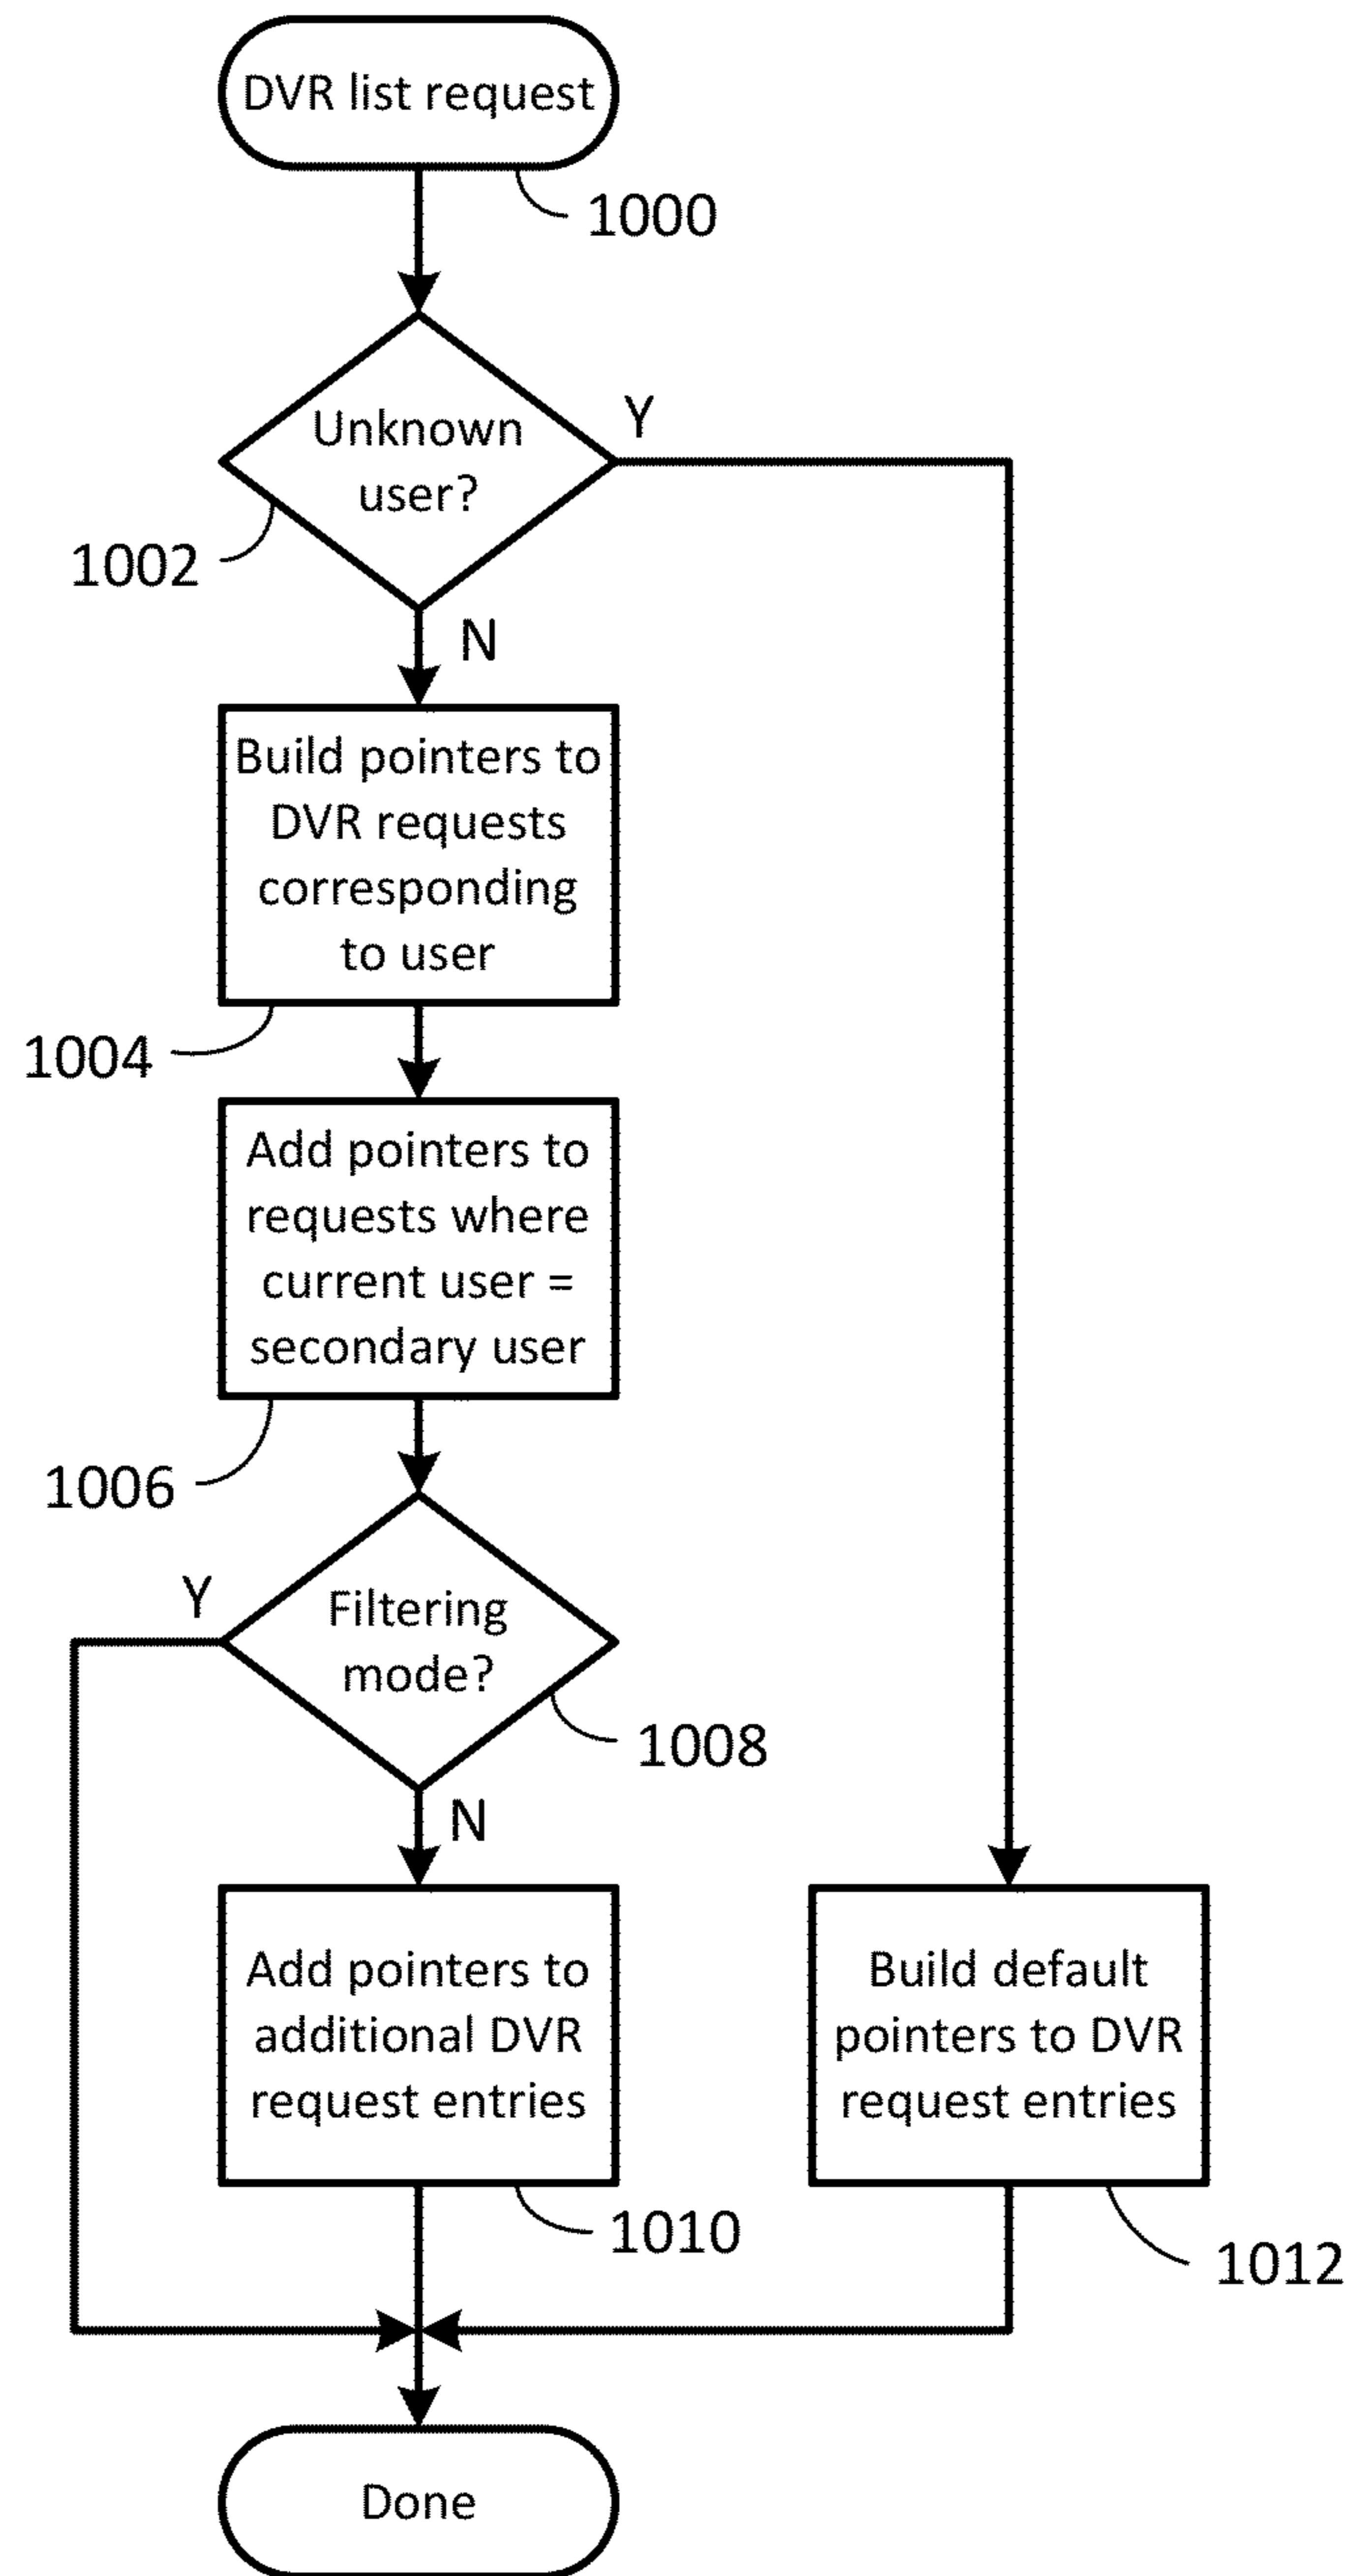 DVR list request
1000
Unknown
user?
Y
1002
N
Build pointers to
DVR requests
corresponding
to user
1004
Add pointers to
requests where
current user =
secondary user
1006
Filtering
mode?
Y
1008
N
Add pointers to
additional DVR
request entries
1010
Build default
pointers to DVR
request entries
1012
Done